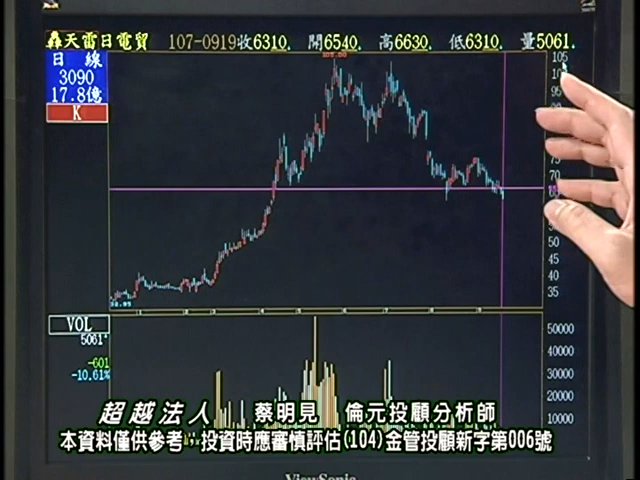 轟天雷日電貿 107-0919收6310. 開6540. 高6630. 低6310. 量5061.
日 線
3090
17.8億
K
105.00
105
95
90
75
70
60
50
45
40
35
VOL
5061
-601
-10.61%
50000
40000
30000
20000
10000
超越法人 蔡明見 倫元投顧分析師
本資料僅供參考,投資時應審慎評估(104)金管投顧新字第006號
ViewSonic